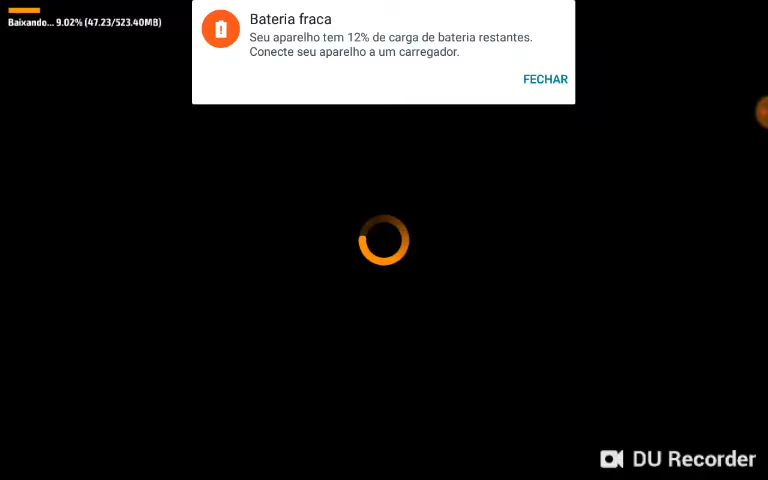 Baixando... 9.02% (47.23/523.40MB)
Bateria fraca
Seu aparelho tem 12% de carga de bateria restantes.
Conecte seu aparelho a um carregador.
FECHAR
DU Recorder